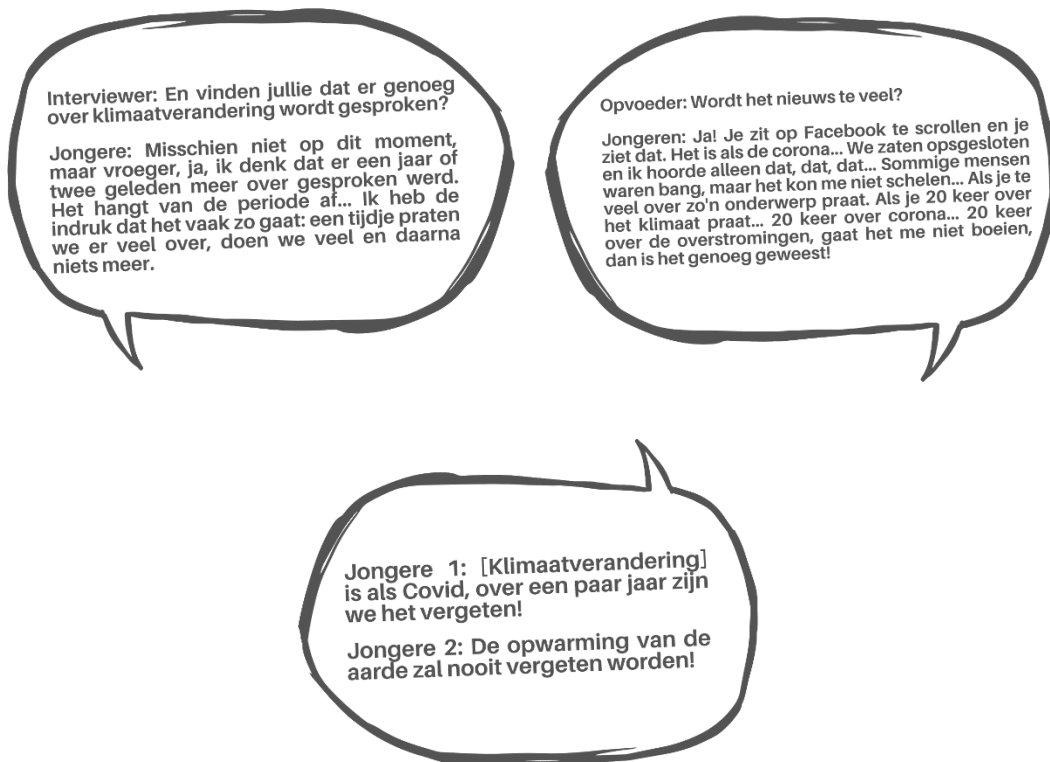 Interviewer: En vinden jullie dat er genoeg
over klimaatverandering wordt gesproken?
Jongere: Misschien niet op dit moment,
maar vroeger, ja, ik denk dat er een jaar of
twee geleden meer over gesproken werd.
Het hangt van de periode af... Ik heb de
indruk dat het vaak zo gaat: een tijdje praten
we er veel over, doen we veel en daarna
niets meer.
Opvoeder: Wordt het nieuws te veel?
Jongeren: Ja! Je zit op Facebook te scrollen en je
ziet dat. Het is als de corona... We zaten opgesloten
en ik hoorde alleen dat, dat, dat... Sommige mensen
waren bang, maar het kon me niet schelen... Als je te
veel over zo'n onderwerp praat. Als je 20 keer over
het klimaat praat... 20 keer over corona... 20 keer
over de overstromingen, gaat het me niet boeien,
dan is het genoeg geweest!
Jongere 1: [Klimaatverandering]
is als Covid, over een paar jaar zijn
we het vergeten!
Jongere 2: De opwarming van de
aarde zal nooit vergeten worden!